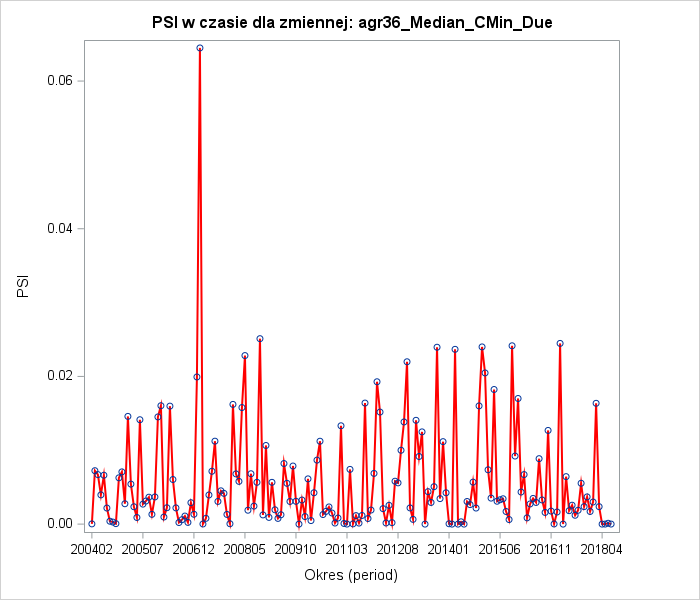 PSI w czasie dla zmiennej: agr36_Median_CMin_Due
0.06
0.04
0.02
0.00
PSI
200402 200507 200612 200805 200910 201103 201208 201401 201506 201611 201804
Okres (period)